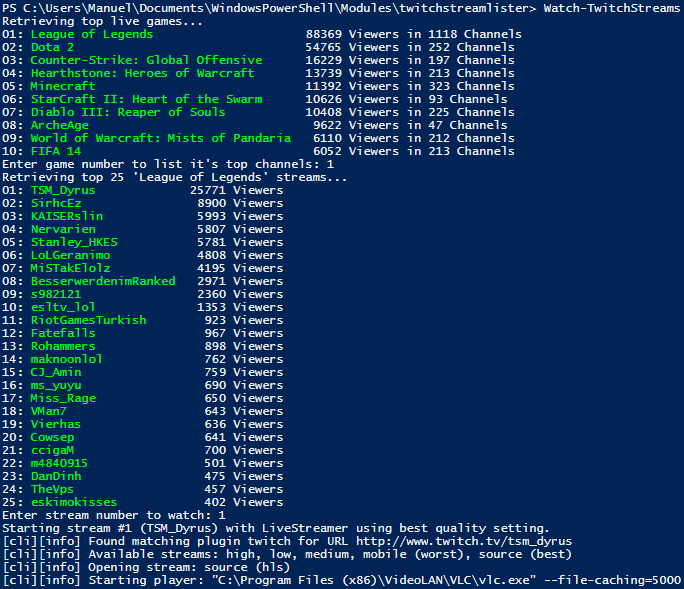 PS C:\Users\Manuel\Documents\WindowsPowerShell\Modules\twitchstreamlister> Watch-TwitchStreams
Retrieving top live games...
01: League of Legends 88369 Viewers in 1118 Channels
02: Dota 2 54765 Viewers in 252 Channels
03: Counter-Strike: Global Offensive 16229 Viewers in 197 Channels
04: Hearthstone: Heroes of Warcraft 13739 Viewers in 213 Channels
05: Minecraft 11392 Viewers in 323 Channels
06: StarCraft II: Heart of the Swarm 10626 Viewers in 93 Channels
07: Diablo III: Reaper of Souls 10408 Viewers in 225 Channels
08: ArcheAge 9622 Viewers in 47 Channels
09: World of Warcraft: Mists of Pandaria 6110 Viewers in 212 Channels
10: FIFA 14 6052 Viewers in 213 Channels
Enter game number to list it's top channels: 1
Retrieving top 25 'League of Legends' streams...
01: TSM_Dyrus 25771 Viewers
02: SirhcEz 8900 Viewers
03: KAISERslin 5993 Viewers
04: Nervarien 5807 Viewers
05: Stanley_HKES 5781 Viewers
06: LoLGeranimo 4808 Viewers
07: MiSTakElolz 4195 Viewers
08: BesserwerdenimRanked 2971 Viewers
09: s982121 2360 Viewers
10: esltv_lol 1353 Viewers
11: RiotGamesTurkish 923 Viewers
12: Fatefalls 967 Viewers
13: Rohammers 898 Viewers
14: maknoonlol 762 Viewers
15: CJ_Amin 759 Viewers
16: ms_yuyu 690 Viewers
17: Miss_Rage 650 Viewers
18: VMan7 643 Viewers
19: Vierhas 636 Viewers
20: Cowsep 641 Viewers
21: ccigaM 700 Viewers
22: m4840915 501 Viewers
23: DanDinh 475 Viewers
24: TheVps 457 Viewers
25: eskimokisses 402 Viewers
Enter stream number to watch: 1
Starting stream #1 (TSM_Dyrus) with LiveStreamer using best quality setting.
[cli][info] Found matching plugin twitch for URL http://www.twitch.tv/tsm_dyrus
[cli][info] Available streams: high, low, medium, mobile (worst), source (best)
[cli][info] Opening stream: source (hls)
[cli][info] Starting player: "C:\Program Files (x86)\VideoLAN\VLC\vlc.exe" --file-caching=5000